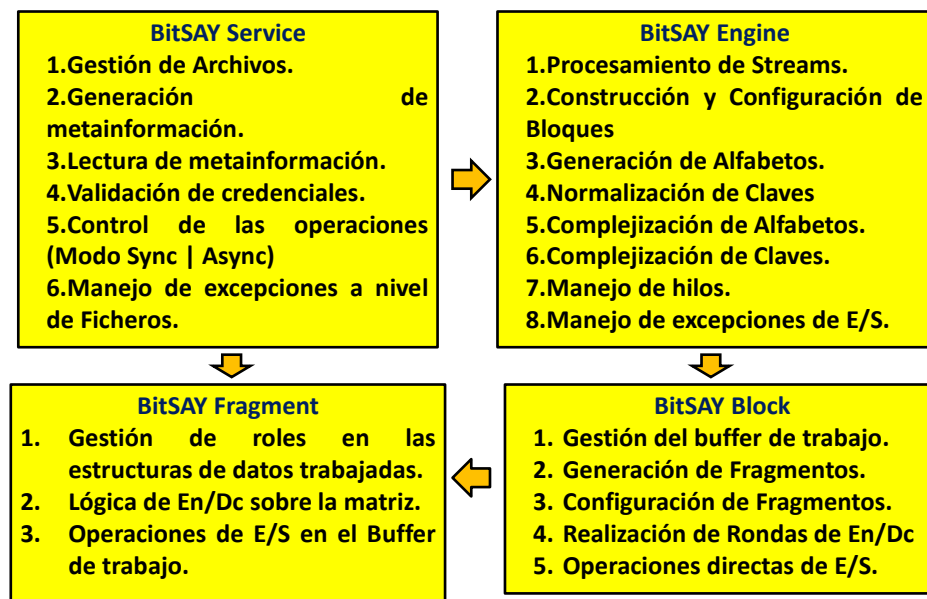 BitSAY Service
1.Gestión de Archivos.
2.Generación de
metainformación.
3.Lectura de metainformación.
4.Validación de credenciales.
5.Control de las operaciones
(Modo Sync | Async)
6.Manejo de excepciones a nivel
de Ficheros.
BitSAY Engine
1.Procesamiento de Streams.
2.Construcción y Configuración de
Bloques
3.Generación de Alfabetos.
4.Normalización de Claves
5.Complejización de Alfabetos.
6.Complejización de Claves.
7.Manejo de hilos.
8.Manejo de excepciones de E/S.
BitSAY Fragment
1. Gestión de roles en las
estructuras de datos trabajadas.
2. Lógica de En/Dc sobre la matriz.
3. Operaciones de E/S en el Buffer
de trabajo.
BitSAY Block
1. Gestión del buffer de trabajo.
2. Generación de Fragmentos.
3. Configuración de Fragmentos.
4. Realización de Rondas de En/Dc
5. Operaciones directas de E/S.